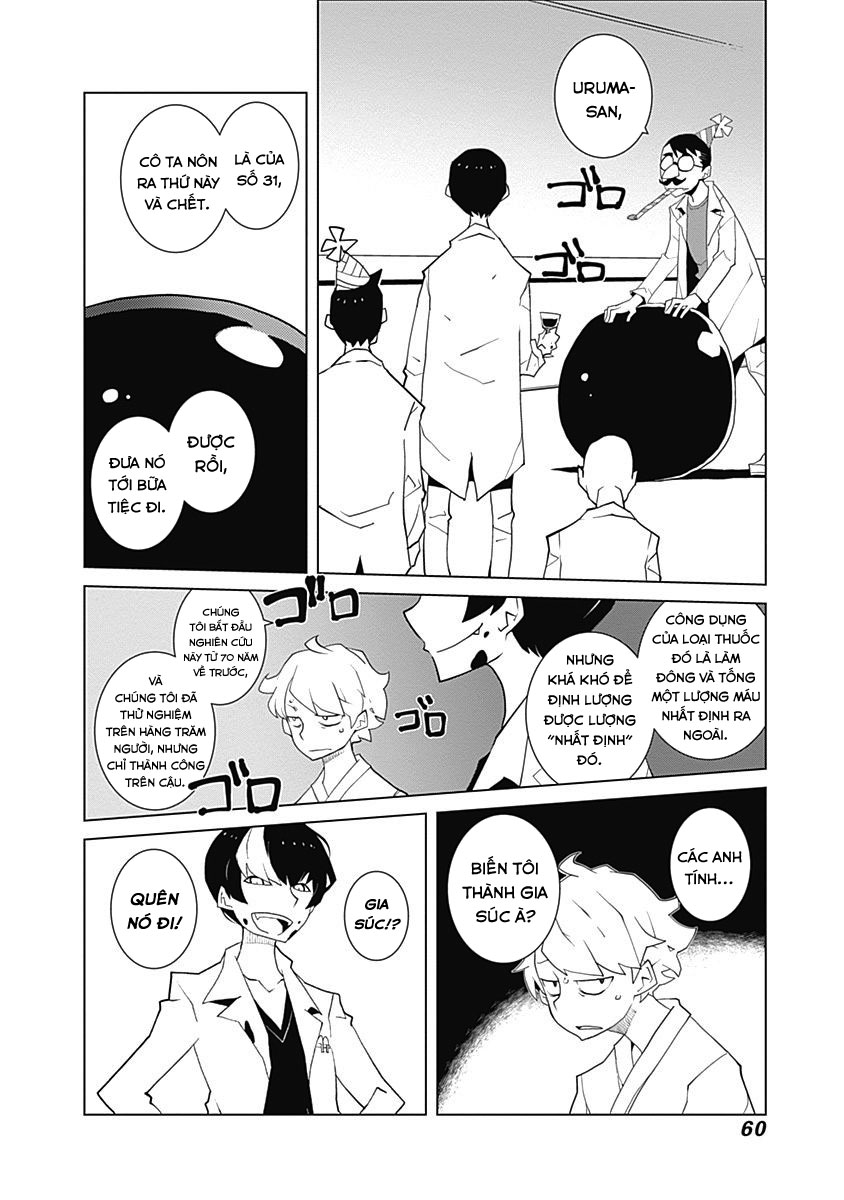 URUMA-
SAN,
ゴロ
ゴロ
LÀ CỦA
SỐ 31,
CÔ TA NÔN
RA THỨ NÀY
VÀ CHẾT.
ĐƯỢC
RỒI,
ĐƯA NÓ
TỚI BỮA
TIỆC ĐI.
CÔNG DỤNG
CỦA LOẠI THUỐC
ĐÓ LÀ LÀM
ĐÔNG VÀ TỐNG
MỘT LƯỢNG MÁU
NHẤT ĐỊNH RA
NGOÀI.
NHƯNG
KHÁ KHÓ ĐỂ
ĐỊNH LƯỢNG
ĐƯỢC LƯỢNG
“NHẤT ĐỊNH”
ĐÓ.
ゴロ
ゴロ
ゴロ
CHÚNG
TÔI BẮT ĐẦU
NGHIÊN CỨU
NÀY TỪ 70 NĂM
VỀ TRƯỚC,
VÀ
CHÚNG TÔI ĐÃ
THỬ NGHIỆM
TRÊN HÀNG TRĂM
NGƯỜI, NHƯNG
CHỈ THÀNH CÔNG
TRÊN CẬU.
CÁC ANH
TÍNH...
BIẾN TÔI
THÀNH GIA
SÚC À?
GIA
SÚC!?
QUÊN
NÓ ĐI!
60